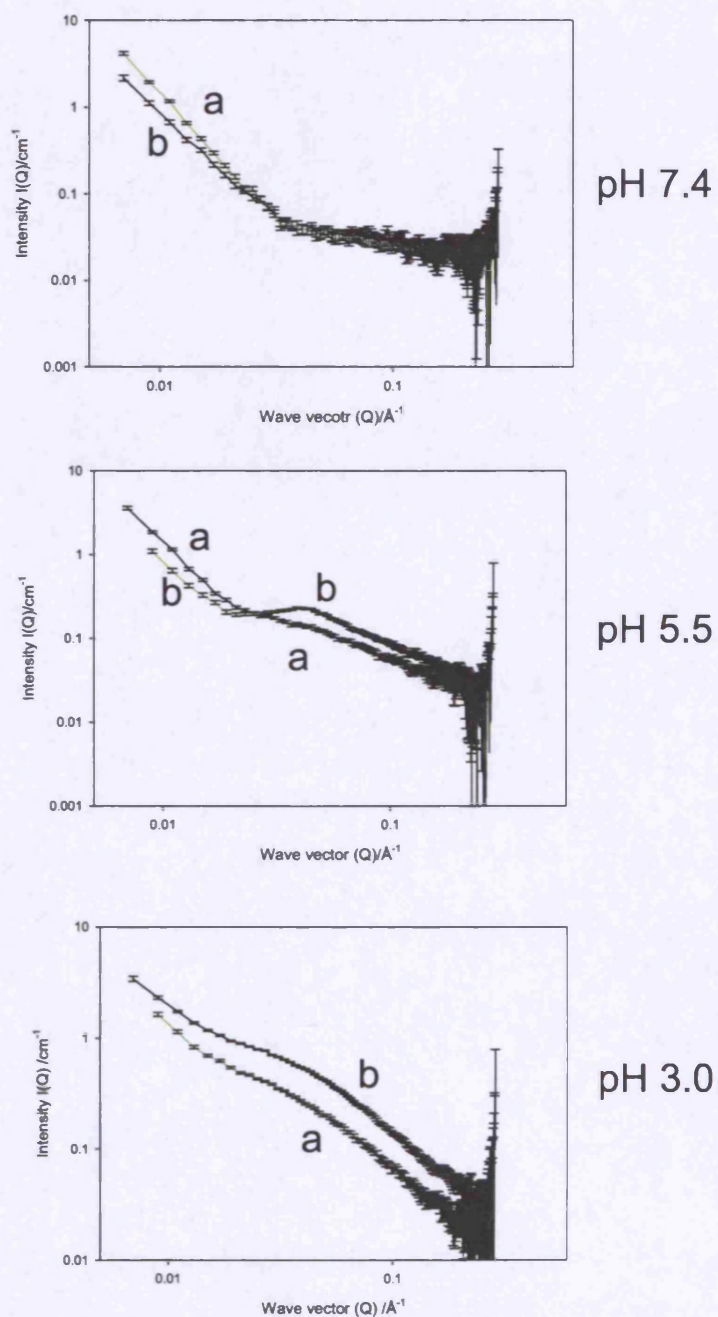 10
1
0.1
0.01
0.001
Intensity I(Q)/cm⁻¹
a
b
pH 7.4
0.01 0.1
Wave vecotr (Q)/Å⁻¹
10
1
0.1
0.01
0.001
Intensity I(Q)/cm⁻¹
a
b
b
a
pH 5.5
0.01 0.1
Wave vector (Q)/Å⁻¹
10
1
0.1
0.01
Intensity I(Q) /cm⁻¹
b
a
pH 3.0
0.01 0.1
Wave vector (Q) /Å⁻¹